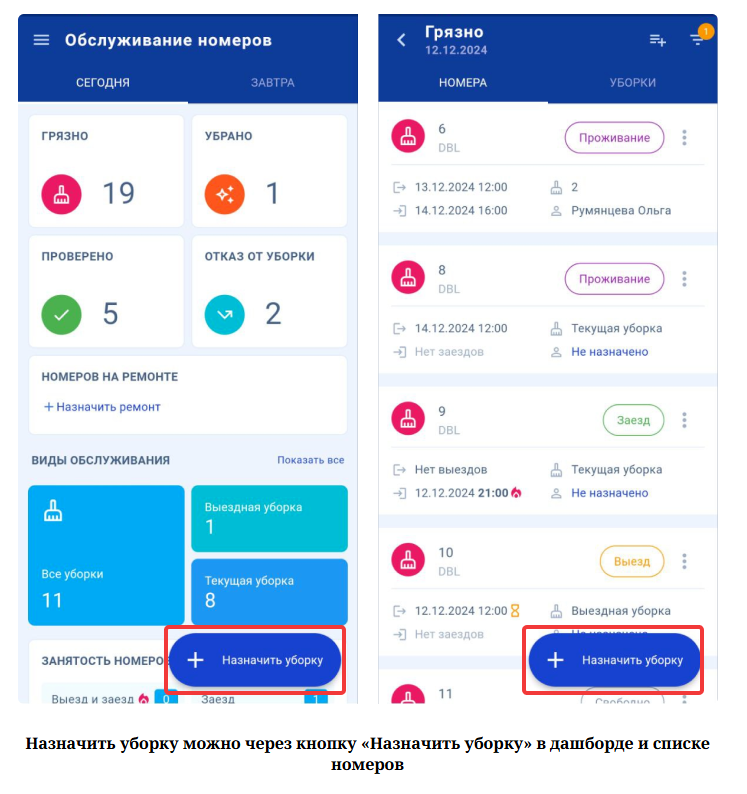 Обслуживание номеров
СЕГОДНЯ
ЗАВТРА
ГРЯЗНО
19
УБРАНО
1
ПРОВЕРЕНО
5
ОТКАЗ ОТ УБОРКИ
2
НОМЕРОВ НА РЕМОНТЕ
+ Назначить ремонт
ВИДЫ ОБСЛУЖИВАНИЯ
Показать все
Все уборки
11
Выездная уборка
1
Текущая уборка
8
ЗАНЯТОСТЬ НОМЕРО
+ Назначить уборку
Выезд и заезд
0
Заезд
1
Грязно
12.12.2024
1
НОМЕРА
УБОРКИ
6
DBL
Проживание
13.12.2024 12:00
2
14.12.2024 16:00
Румянцева Ольга
8
DBL
Проживание
14.12.2024 12:00
Текущая уборка
Нет заездов
Не назначено
9
DBL
Заезд
Нет выездов
Текущая уборка
12.12.2024 21:00
Не назначено
10
DBL
Выезд
12.12.2024 12:00
Выездная уборка
Нет заездов
+ Назначить уборку
11
Свободно
Назначить уборку можно через кнопку «Назначить уборку» в дашборде и списке
номеров